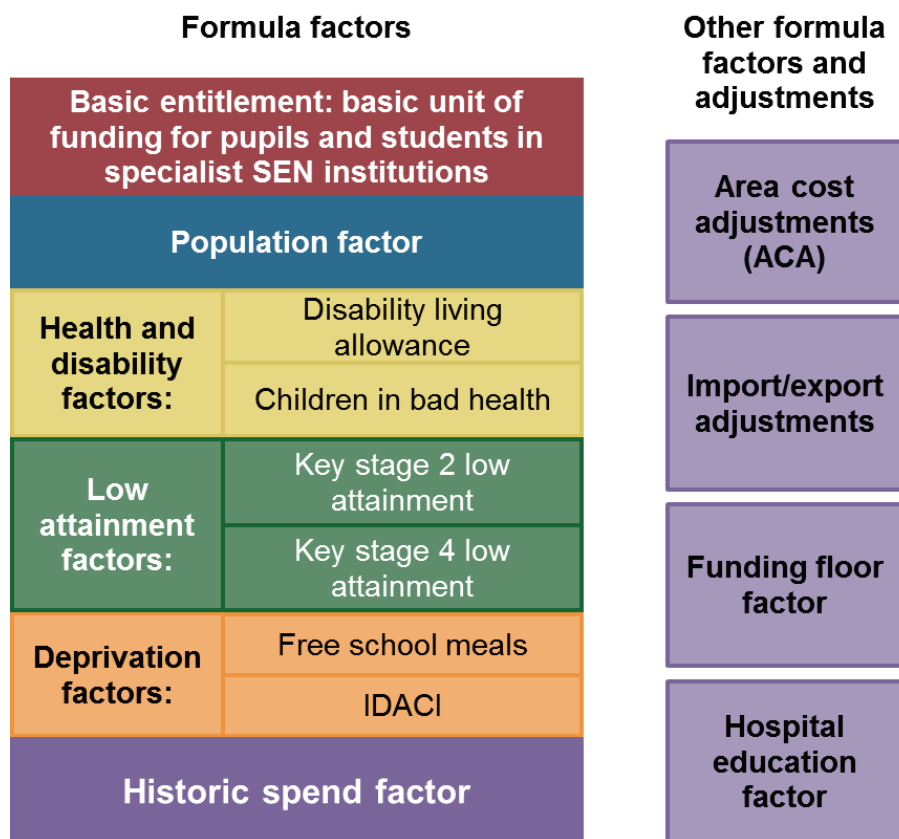 Formula factors
Basic entitlement: basic unit of
funding for pupils and students in
specialist SEN institutions
Population factor
Health and
disability
factors:
Disability living
allowance
Children in bad health
Low
attainment
factors:
Key stage 2 low
attainment
Key stage 4 low
attainment
Deprivation
factors:
Free school meals
IDACI
Historic spend factor
Other formula
factors and
adjustments
Area cost
adjustments
(ACA)
Import/export
adjustments
Funding floor
factor
Hospital
education
factor